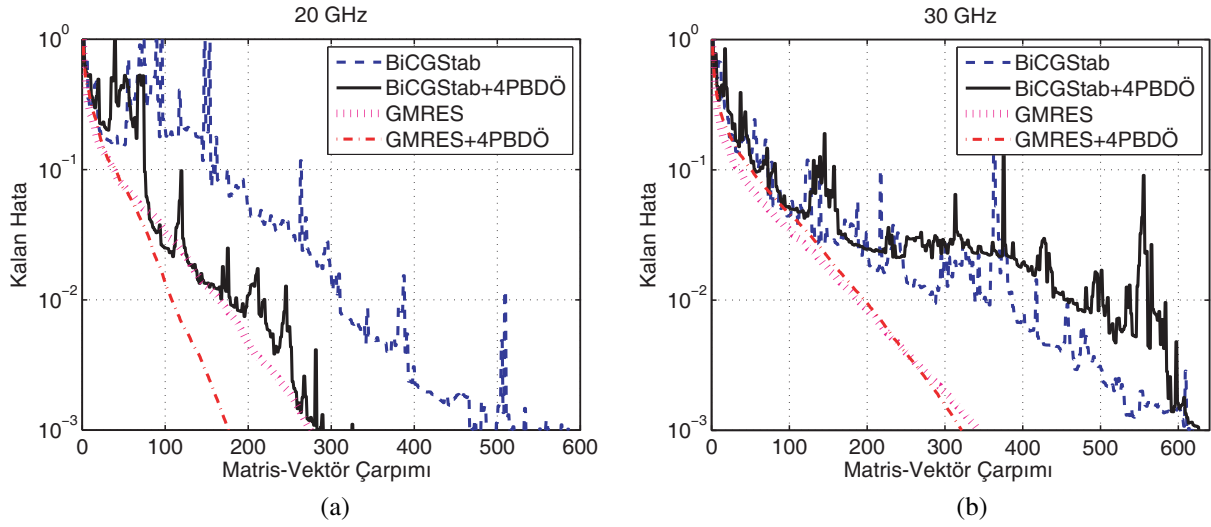 20 GHz
10^0
10^-1
10^-2
10^-3
Kalan Hata
0 100 200 300 400 500 600
Matris-Vektör Çarpımı
BiCGStab
BiCGStab+4PBDÖ
GMRES
GMRES+4PBDÖ
(a)
30 GHz
10^0
10^-1
10^-2
10^-3
Kalan Hata
0 100 200 300 400 500 600
Matris-Vektör Çarpımı
BiCGStab
BiCGStab+4PBDÖ
GMRES
GMRES+4PBDÖ
(b)